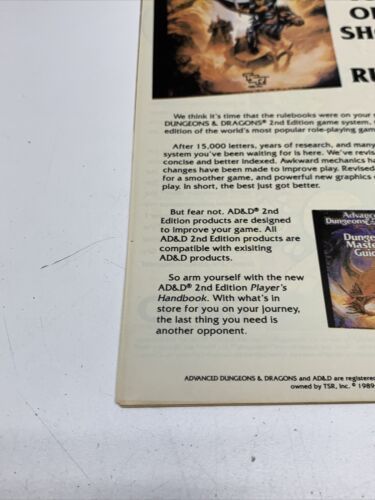 O
SHO
R
We think it's time that the rulebooks were on your
DUNGEONS & DRAGONS® 2nd Edition game system,
edition of the world's most popular role-playing gam
After 15,000 letters, years of research, and many
system you've been waiting for is here. We've revis
concise and better indexed. Awkward mechanics ha
changes have been made to improve play. Revised
for a smoother game, and powerful new graphics
play. In short, the best just got better.
But fear not. AD&D® 2nd
Edition products are designed
to improve your game. All
AD&D 2nd Edition products are
compatible with exisiting
AD&D products.
So arm yourself with the new
AD&D® 2nd Edition Player's
Handbook. With what's in
store for you on your journey,
the last thing you need is
another opponent.
Advance
Dungeons
Dunge
Maste
Guid
ADVANCED DUNGEONS & DRAGONS and AD&D are registere
owned by TSR, Inc. © 1989